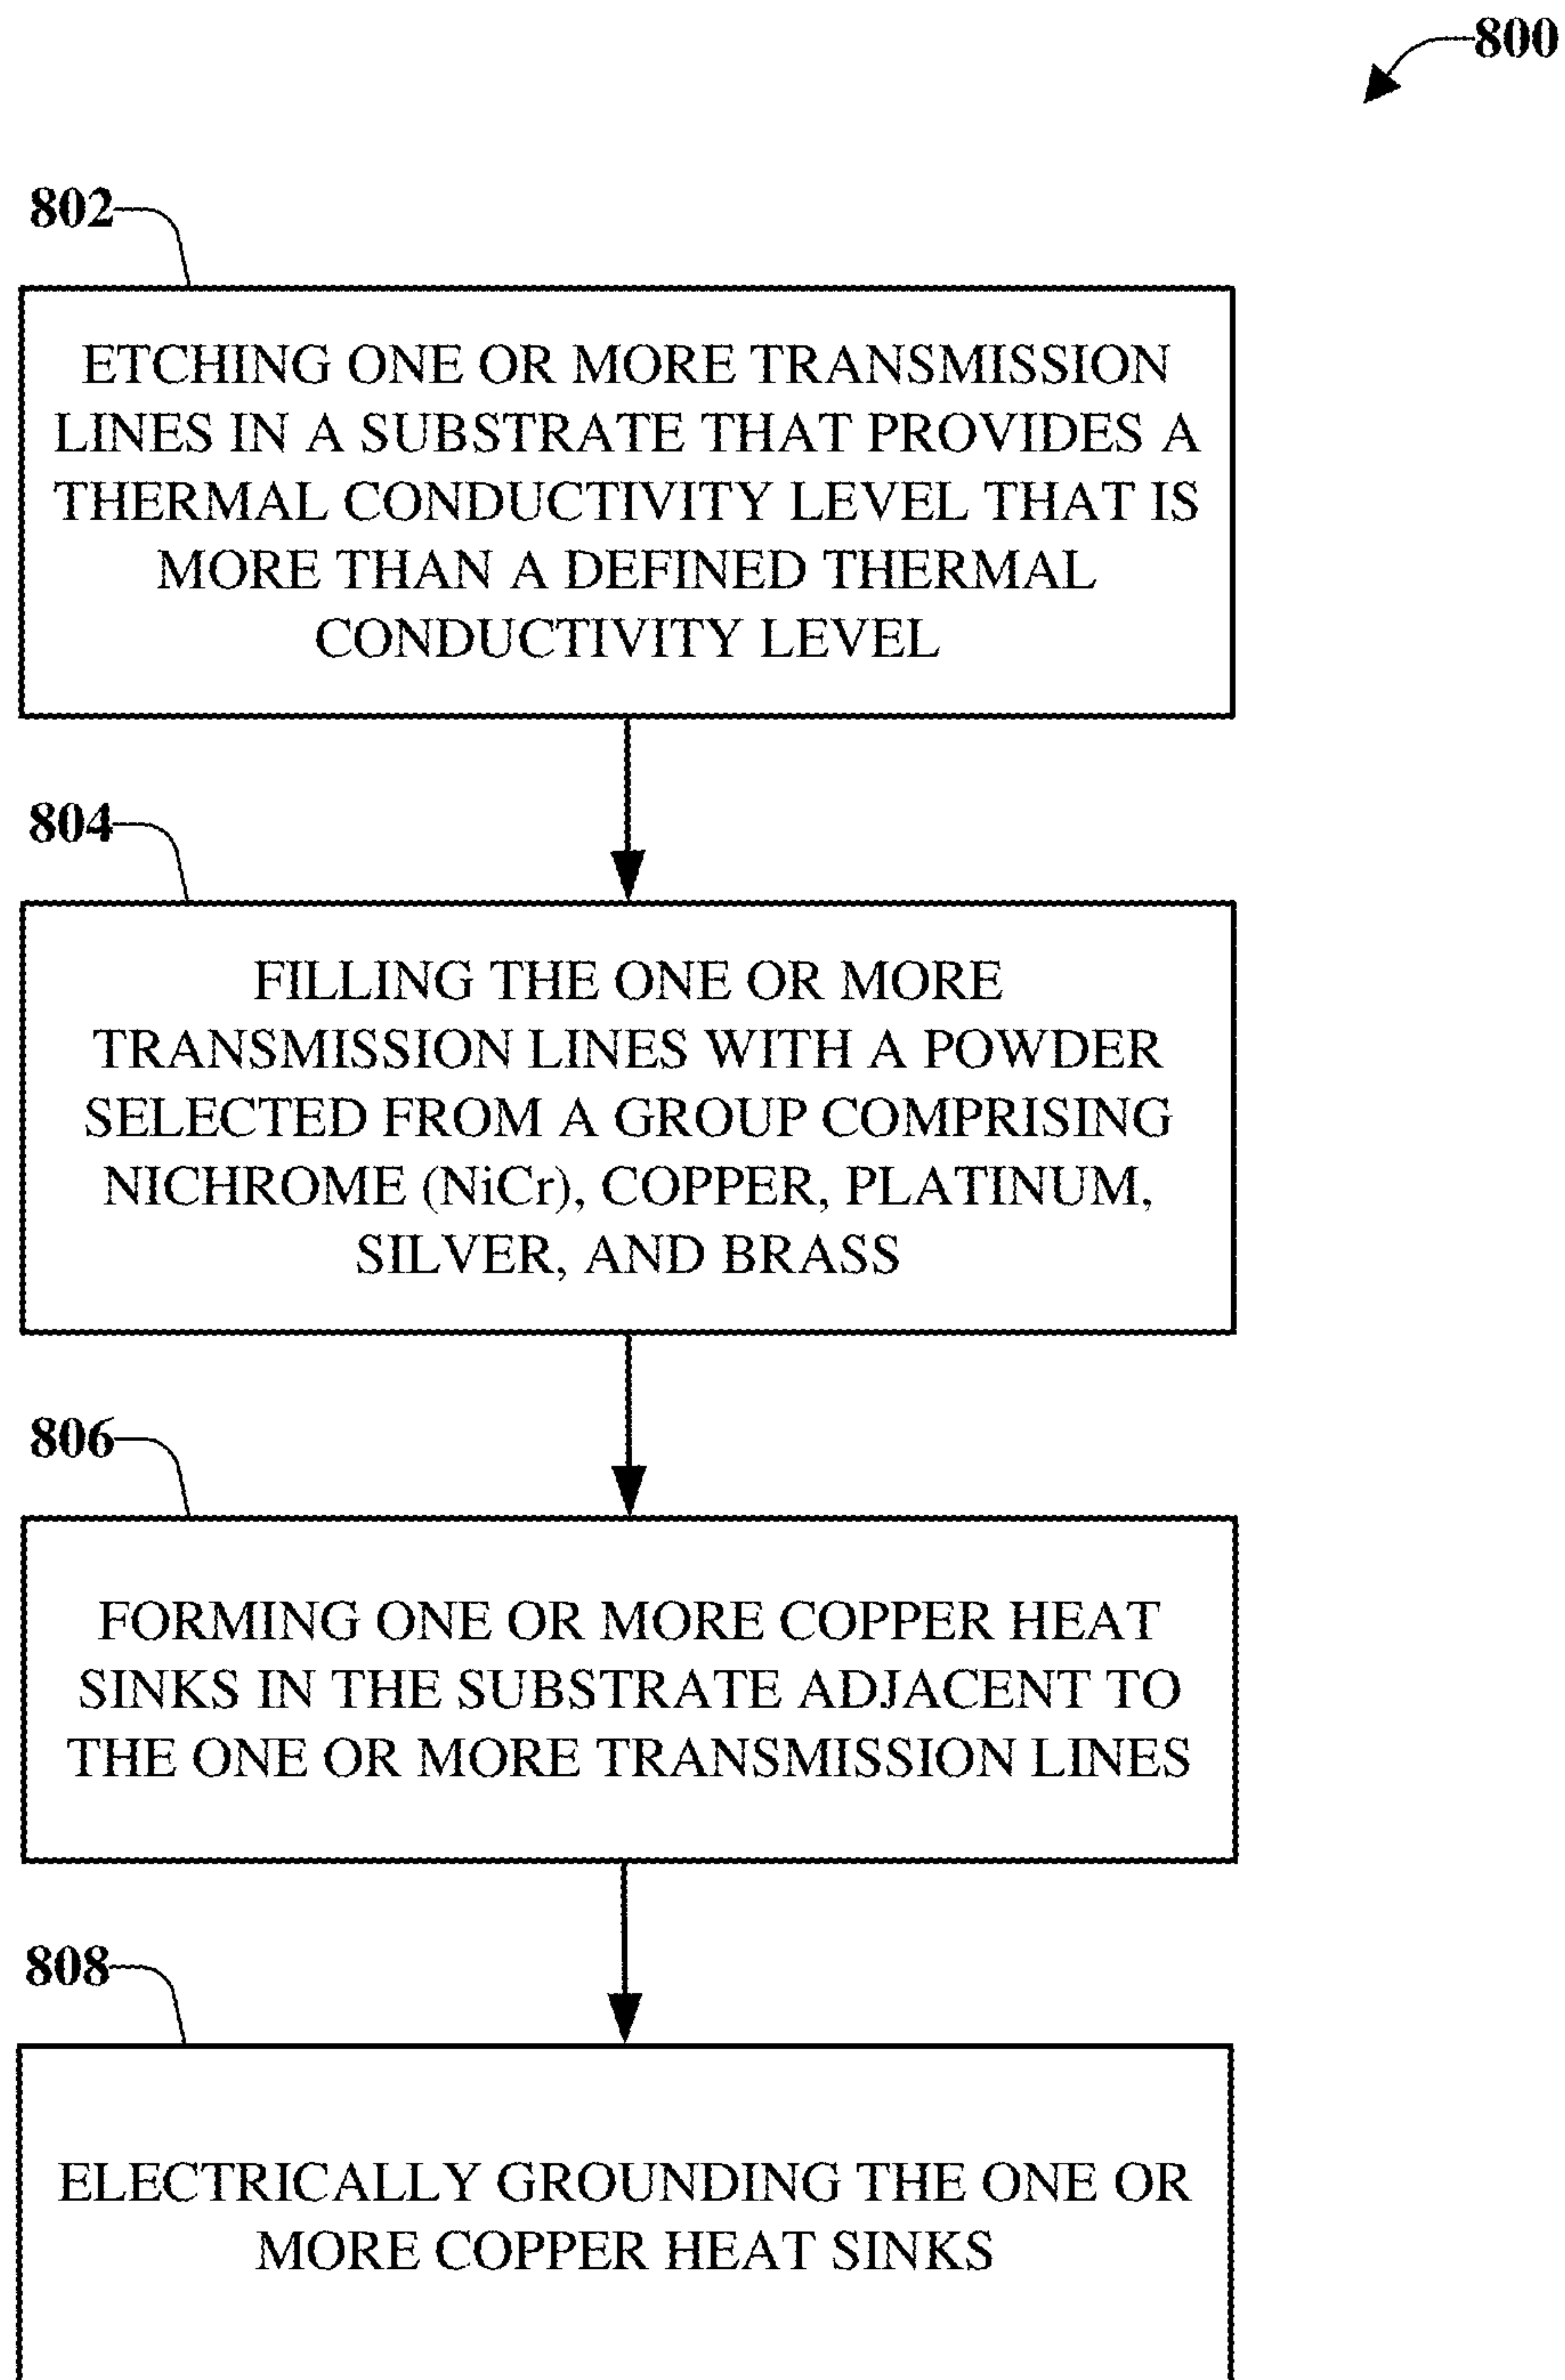 800
802
ETCHING ONE OR MORE TRANSMISSION
LINES IN A SUBSTRATE THAT PROVIDES A
THERMAL CONDUCTIVITY LEVEL THAT IS
MORE THAN A DEFINED THERMAL
CONDUCTIVITY LEVEL
804
FILLING THE ONE OR MORE
TRANSMISSION LINES WITH A POWDER
SELECTED FROM A GROUP COMPRISING
NICHROME (NiCr), COPPER, PLATINUM,
SILVER, AND BRASS
806
FORMING ONE OR MORE COPPER HEAT
SINKS IN THE SUBSTRATE ADJACENT TO
THE ONE OR MORE TRANSMISSION LINES
808
ELECTRICALLY GROUNDING THE ONE OR
MORE COPPER HEAT SINKS